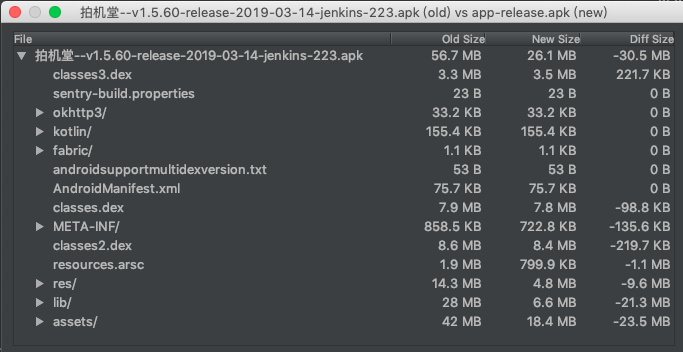 拍机堂--v1.5.60-release-2019-03-14-jenkins-223.apk (old) vs app-release.apk (new)
File Old Size New Size Diff Size
拍机堂--v1.5.60-release-2019-03-14-jenkins-223.apk 56.7 MB 26.1 MB -30.5 MB
classes3.dex 3.3 MB 3.5 MB 221.7 KB
sentry-build.properties 23 B 23 B 0 B
okhttp3/ 33.2 KB 33.2 KB 0 B
kotlin/ 155.4 KB 155.4 KB 0 B
fabric/ 1.1 KB 1.1 KB 0 B
androidsupportmultidexversion.txt 53 B 53 B 0 B
AndroidManifest.xml 75.7 KB 75.7 KB 0 B
classes.dex 7.9 MB 7.8 MB -98.8 KB
META-INF/ 858.5 KB 722.8 KB -135.6 KB
classes2.dex 8.6 MB 8.4 MB -219.7 KB
resources.arsc 1.9 MB 799.9 KB -1.1 MB
res/ 14.3 MB 4.8 MB -9.6 MB
lib/ 28 MB 6.6 MB -21.3 MB
assets/ 42 MB 18.4 MB -23.5 MB